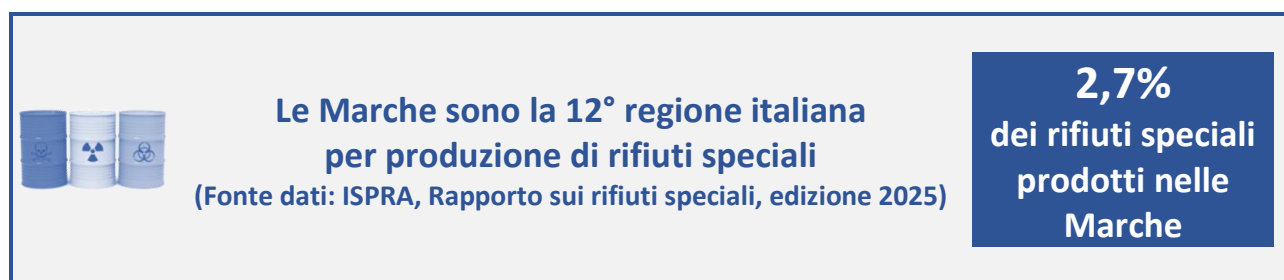 Le Marche sono la 12° regione italiana
per produzione di rifiuti speciali
(Fonte dati: ISPRA, Rapporto sui rifiuti speciali, edizione 2025)
2,7%
dei rifiuti speciali
prodotti nelle
Marche